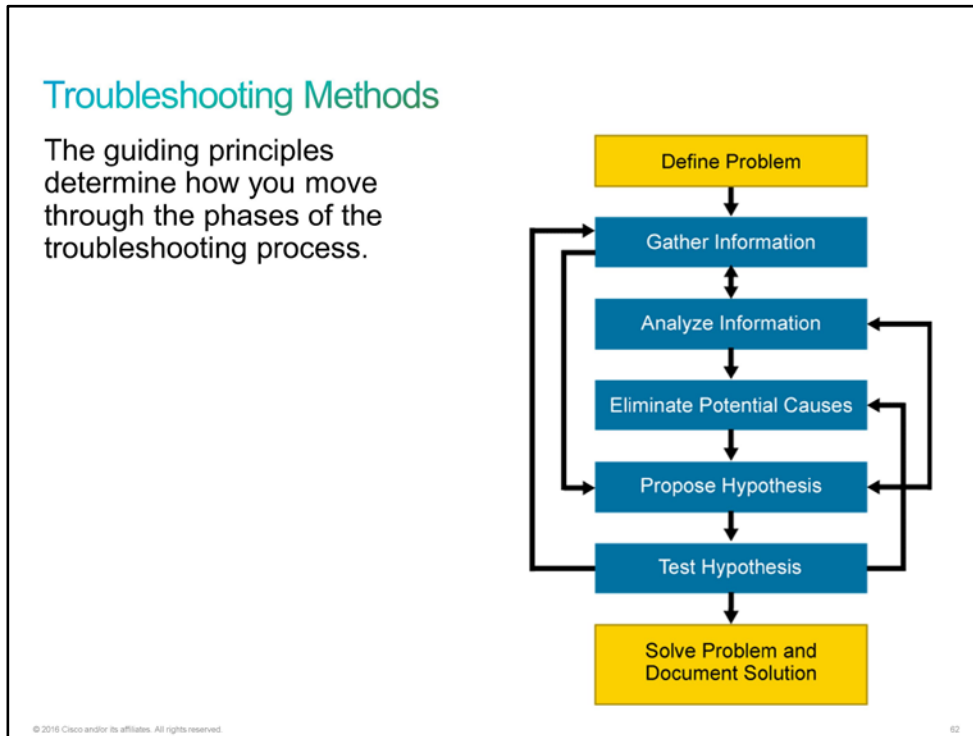 Troubleshooting Methods
The guiding principles
determine how you move
through the phases of the
troubleshooting process.
Define Problem
Gather Information
Analyze Information
Eliminate Potential Causes
Propose Hypothesis
Test Hypothesis
Solve Problem and
Document Solution
© 2016 Cisco and/or its affiliates. All rights reserved.
62